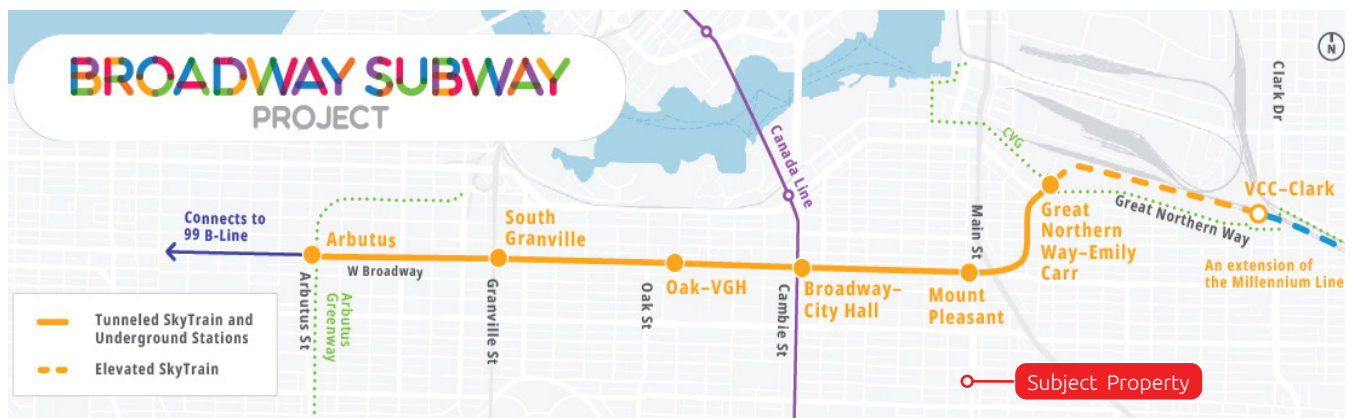 BROADWAY SUBWAY
PROJECT
N
Clark Dr
Canada Line
CVG
VCC–Clark
Connects to
99 B-Line
Arbutus
South
Granville
Main St
Great
Northern
Way–Emily
Carr
Great Northern Way
W Broadway
Oak–VGH
Broadway–
City Hall
Mount
Pleasant
An extension of
the Millennium Line
Arbutus St
Arbutus
Greenway
Granville St
Oak St
Cambie St
Tunneled SkyTrain and
Underground Stations
Elevated SkyTrain
Subject Property